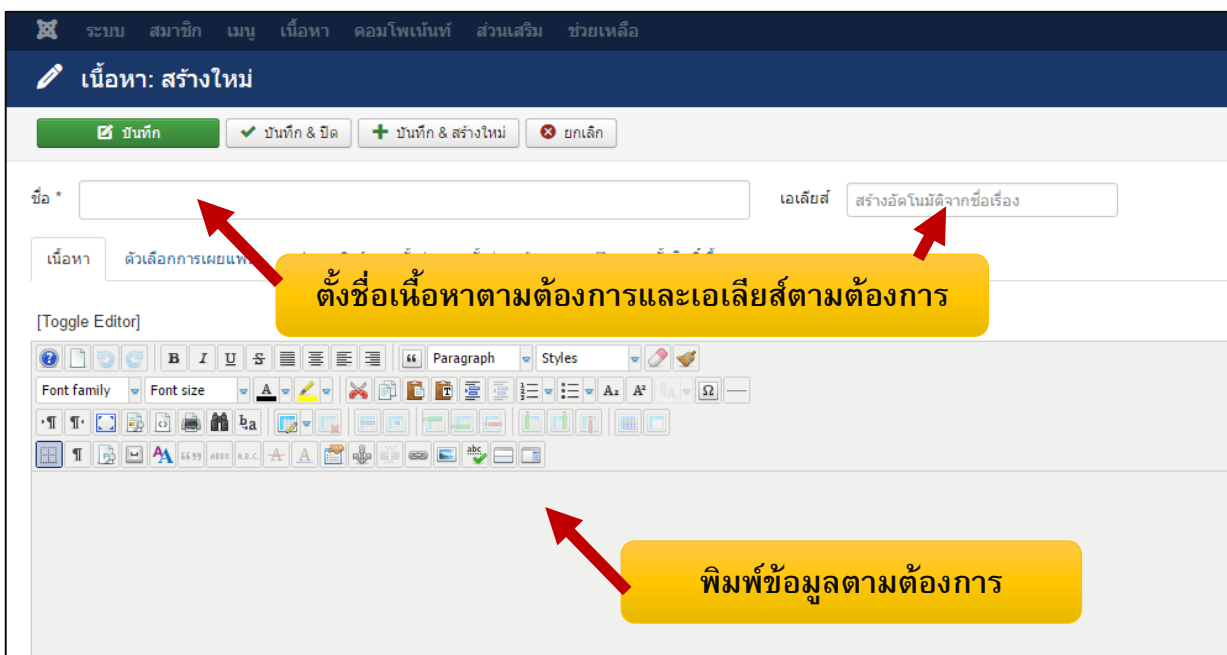 ระบบ สมาชิก เมนู เนื้อหา คอมโพเน้นท์ ส่วนเสริม ช่วยเหลือ
เนื้อหา: สร้างใหม่
บันทึก บันทึก & ปิด บันทึก & สร้างใหม่ ยกเลิก
ชื่อ * เอเลียส์ สร้างอัตโนมัติจากชื่อเรื่อง
เนื้อหา ตัวเลือกการเผยแพ
ตั้งชื่อเนื้อหาตามต้องการและเอเลียส์ตามต้องการ
[Toggle Editor]
B I U S Paragraph Styles
Font family Font size A A₂ A² Ω
พิมพ์ข้อมูลตามต้องการ